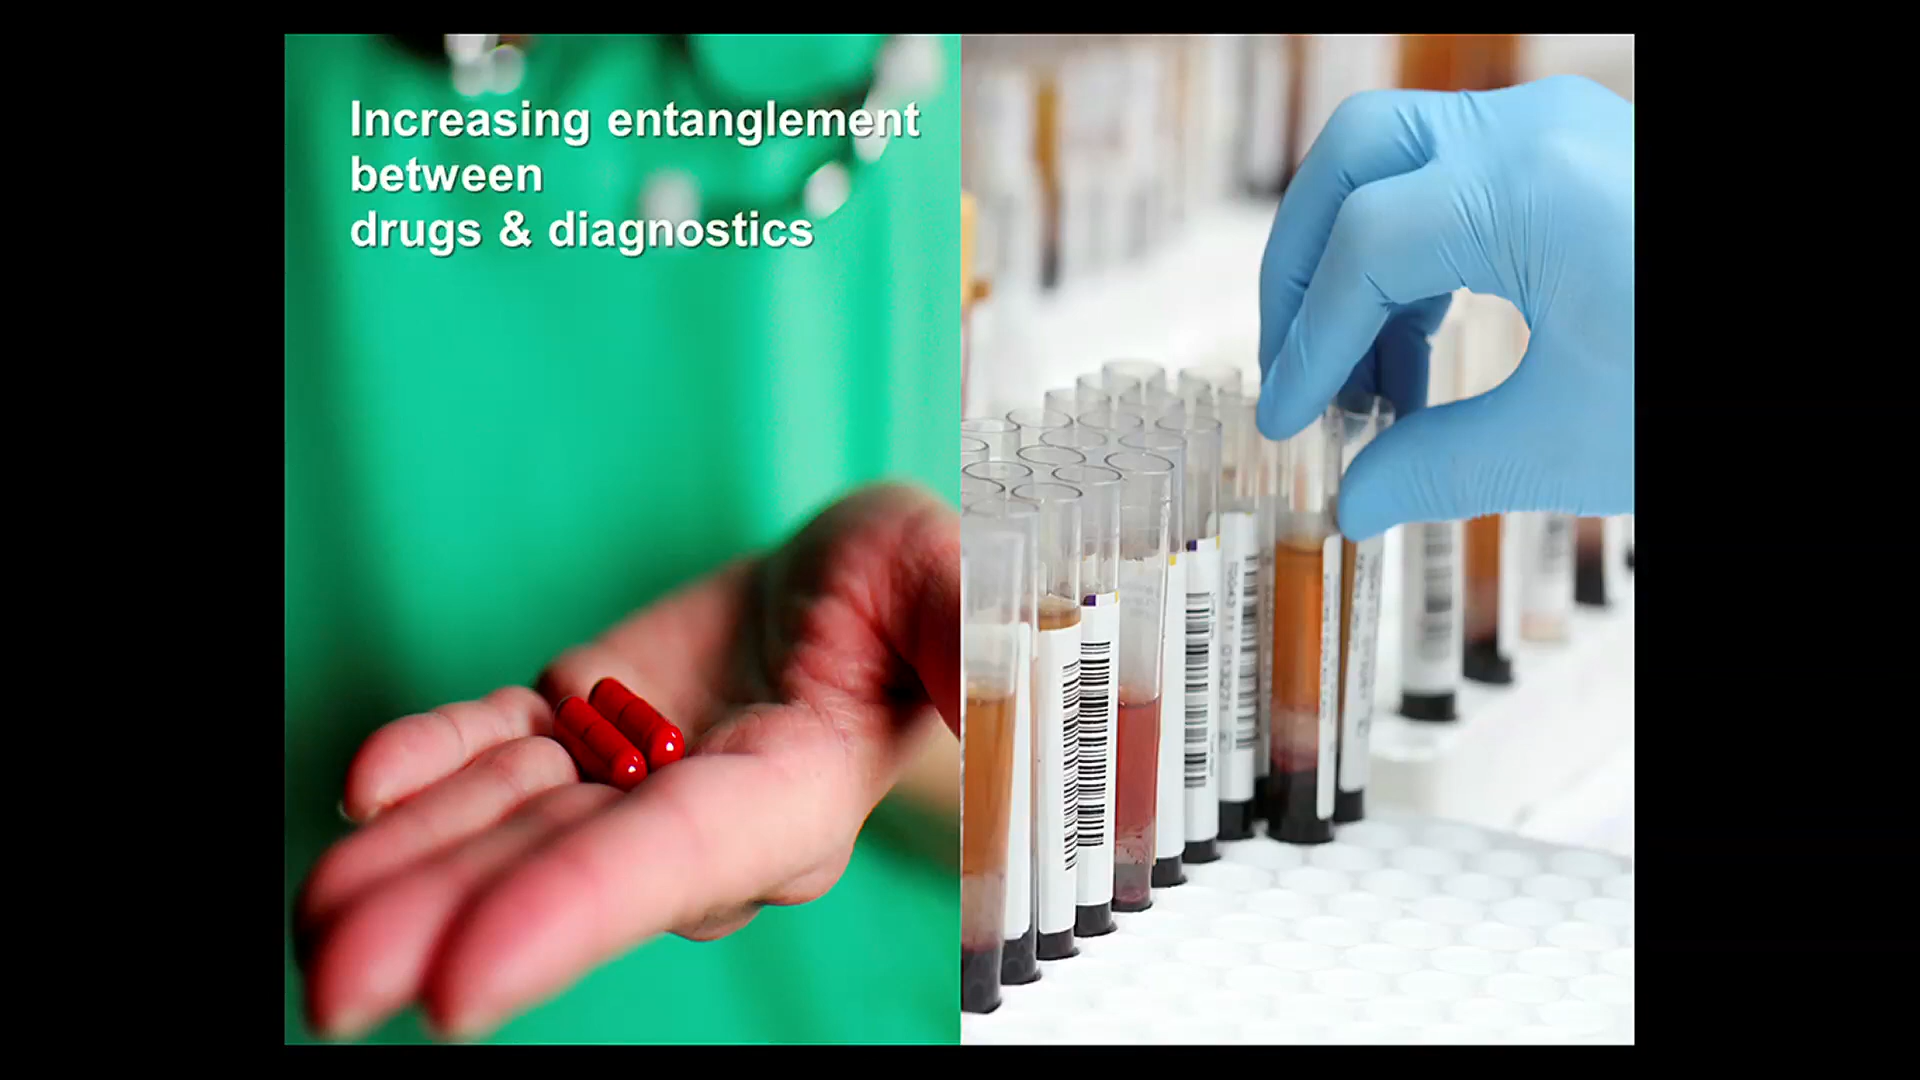 Increasing entanglement
between
drugs & diagnostics